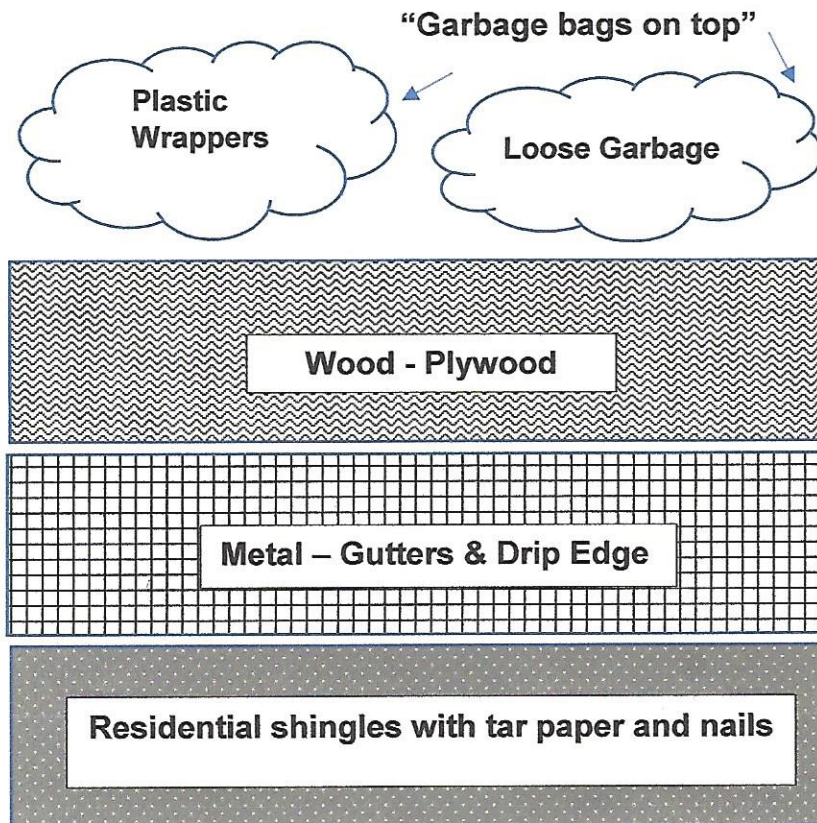 “Garbage bags on top”
Plastic
Wrappers
Loose Garbage
Wood - Plywood
Metal – Gutters & Drip Edge
Residential shingles with tar paper and nails